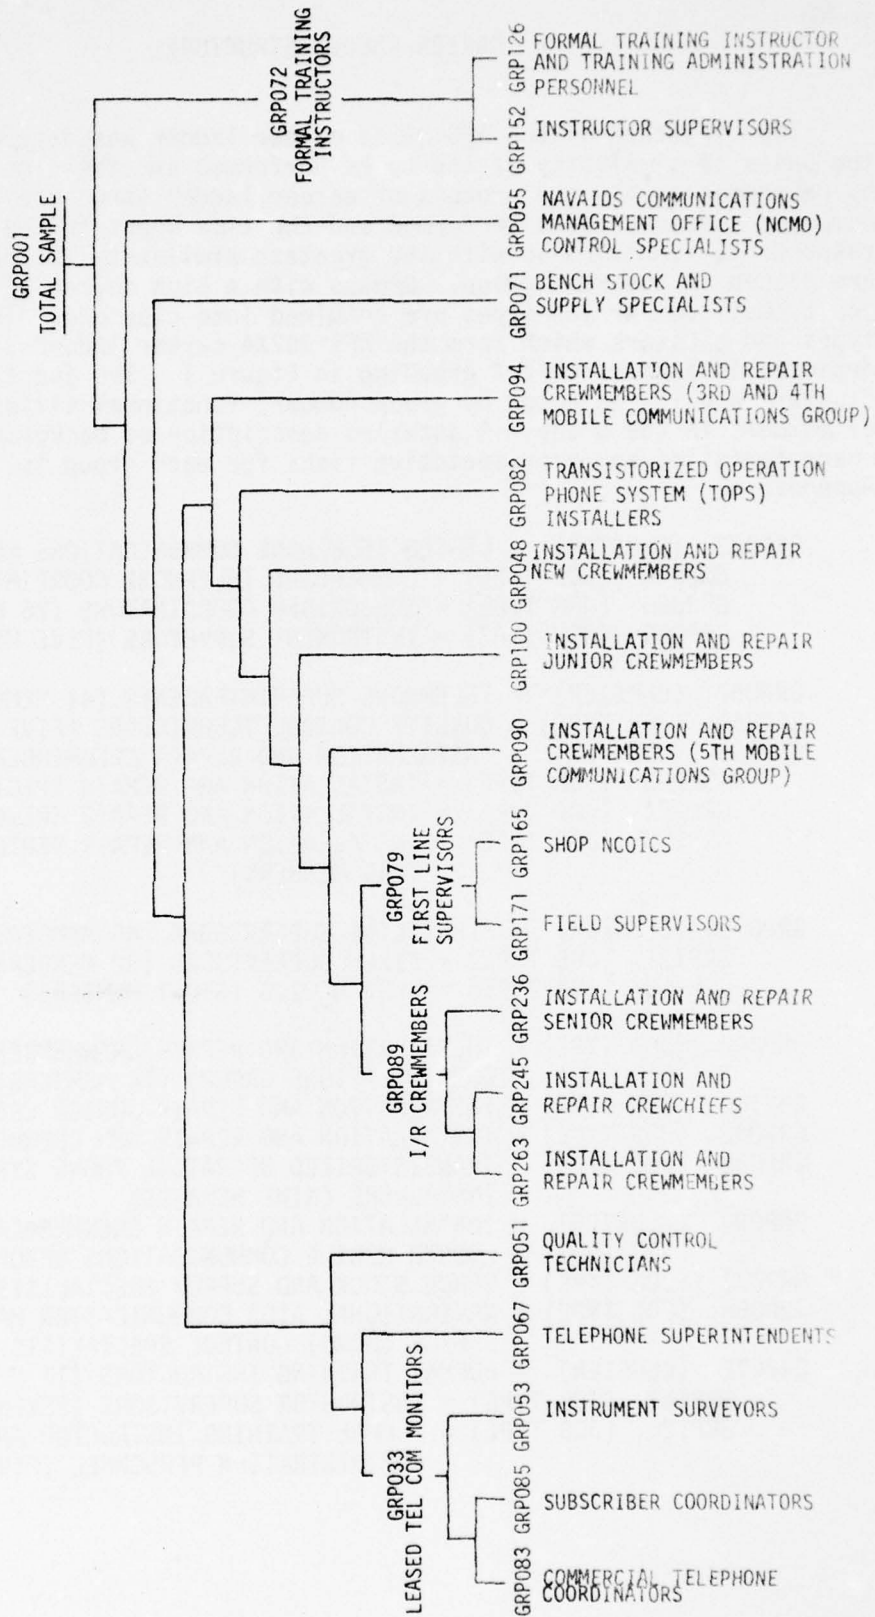 GRP001
TOTAL SAMPLE
GRP072
FORMAL TRAINING
INSTRUCTORS
GRP126
FORMAL TRAINING INSTRUCTOR
AND TRAINING ADMINISTRATION
PERSONNEL
GRP152
INSTRUCTOR SUPERVISORS
GRP055
NAVAIDS COMMUNICATIONS
MANAGEMENT OFFICE (NCMO)
CONTROL SPECIALISTS
GRP071
BENCH STOCK AND
SUPPLY SPECIALISTS
GRP094
INSTALLATION AND REPAIR
CREWMEMBERS (3RD AND 4TH
MOBILE COMMUNICATIONS GROUP)
GRP082
TRANSISTORIZED OPERATION
PHONE SYSTEM (TOPS)
INSTALLERS
GRP048
INSTALLATION AND REPAIR
NEW CREWMEMBERS
GRP100
INSTALLATION AND REPAIR
JUNIOR CREWMEMBERS
GRP090
INSTALLATION AND REPAIR
CREWMEMBERS (5TH MOBILE
COMMUNICATIONS GROUP)
GRP079
FIRST LINE
SUPERVISORS
GRP165
SHOP NCOICS
GRP171
FIELD SUPERVISORS
GRP089
I/R CREWMEMBERS
GRP236
INSTALLATION AND REPAIR
SENIOR CREWMEMBERS
GRP245
INSTALLATION AND
REPAIR CREWCHIEFS
GRP263
INSTALLATION AND
REPAIR CREWMEMBERS
GRP051
QUALITY CONTROL
TECHNICIANS
GRP067
TELEPHONE SUPERINTENDENTS
GRP033
LEASED TEL COM MONITORS
GRP053
INSTRUMENT SURVEYORS
GRP085
SUBSCRIBER COORDINATORS
GRP083
COMMERCIAL TELEPHONE
COORDINATORS